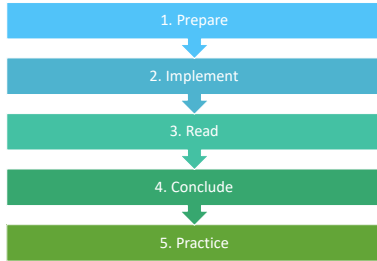 1. Prepare
2. Implement
3. Read
4. Conclude
5. Practice